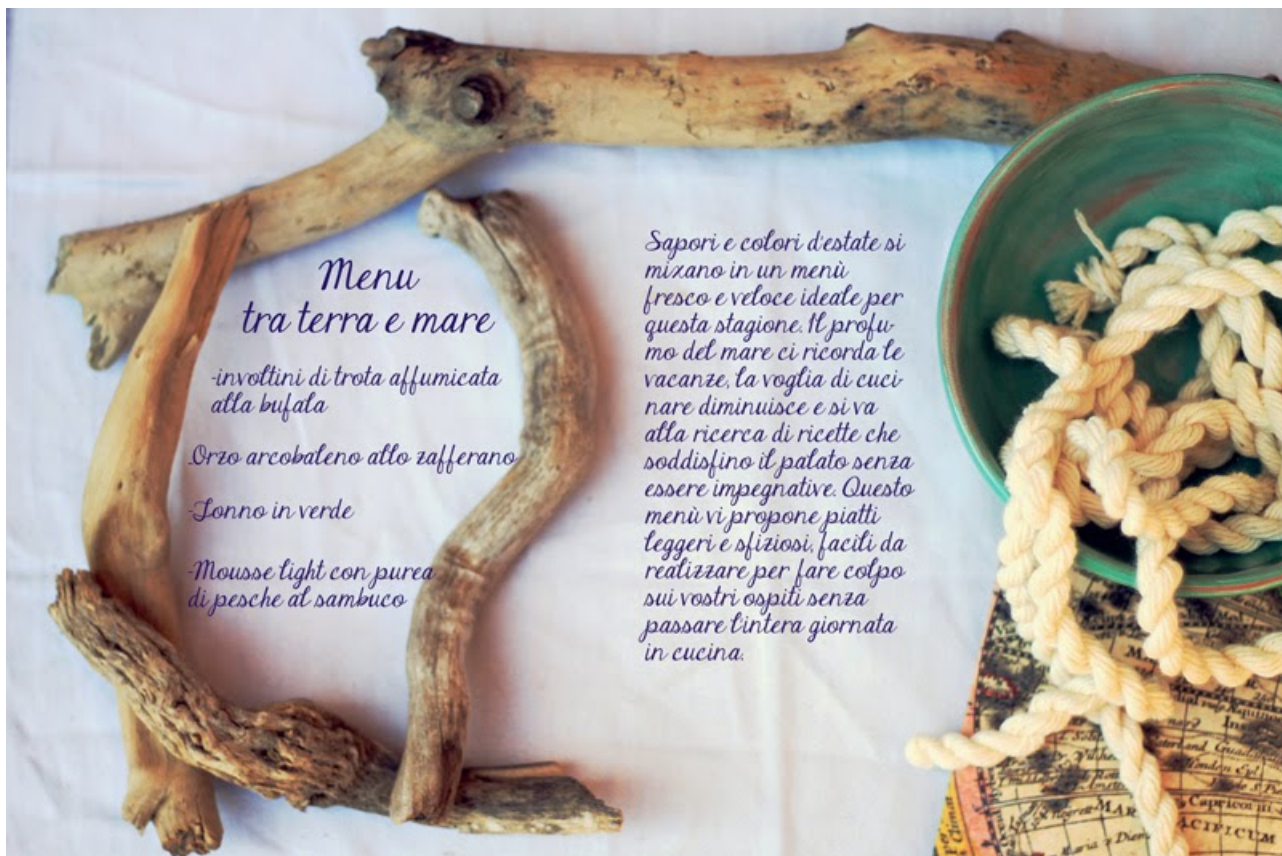 Menu
tra terra e mare
-involtini di trota affumicata
alla bufala
.Orzo arcobaleno allo zafferano
-Tonno in verde
-Mousse light con purea
di pesche al sambuco
Sapori e colori d'estate si
mixano in un menù
fresco e veloce ideale per
questa stagione. Il profu-
mo del mare ci ricorda le
vacanze, la voglia di cuci-
nare diminuisce e si va
alla ricerca di ricette che
soddisfino il palato senza
essere impegnative. Questo
menù vi propone piatti
leggeri e sfiziosi, facili da
realizzare per fare colpo
sui vostri ospiti senza
passare l'intera giornata
in cucina.
MAR
Capricorni
ACIFICUM